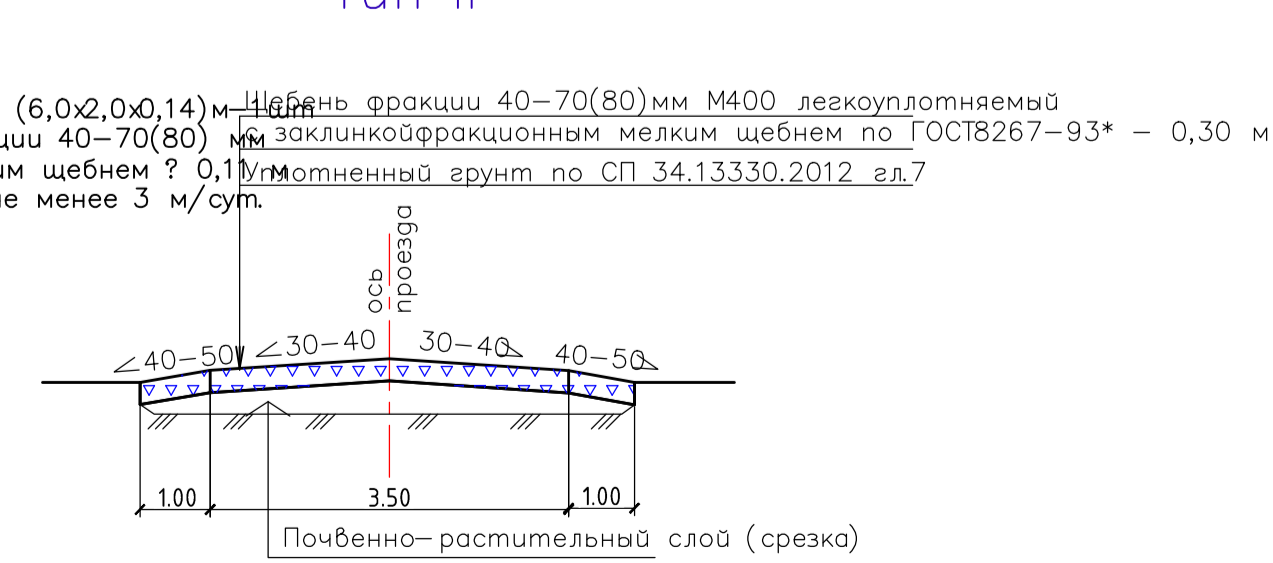 (6,0х2,0х0,14)м-1шт
Щебень фракции 40-70(80)мм М400 легкоуплотняемый
ции 40-70(80) мм
с заклинкойфракционным мелким щебнем по ГОСТ8267-93* - 0,30 м
им щебнем ? 0,11 м
Уплотненный грунт по СП 34.13330.2012 гл.7
не менее 3 м/сут.
ось
проезда
40-50
30-40
30-40
40-50
1.00
3.50
1.00
Почвенно-растительный слой (срезка)